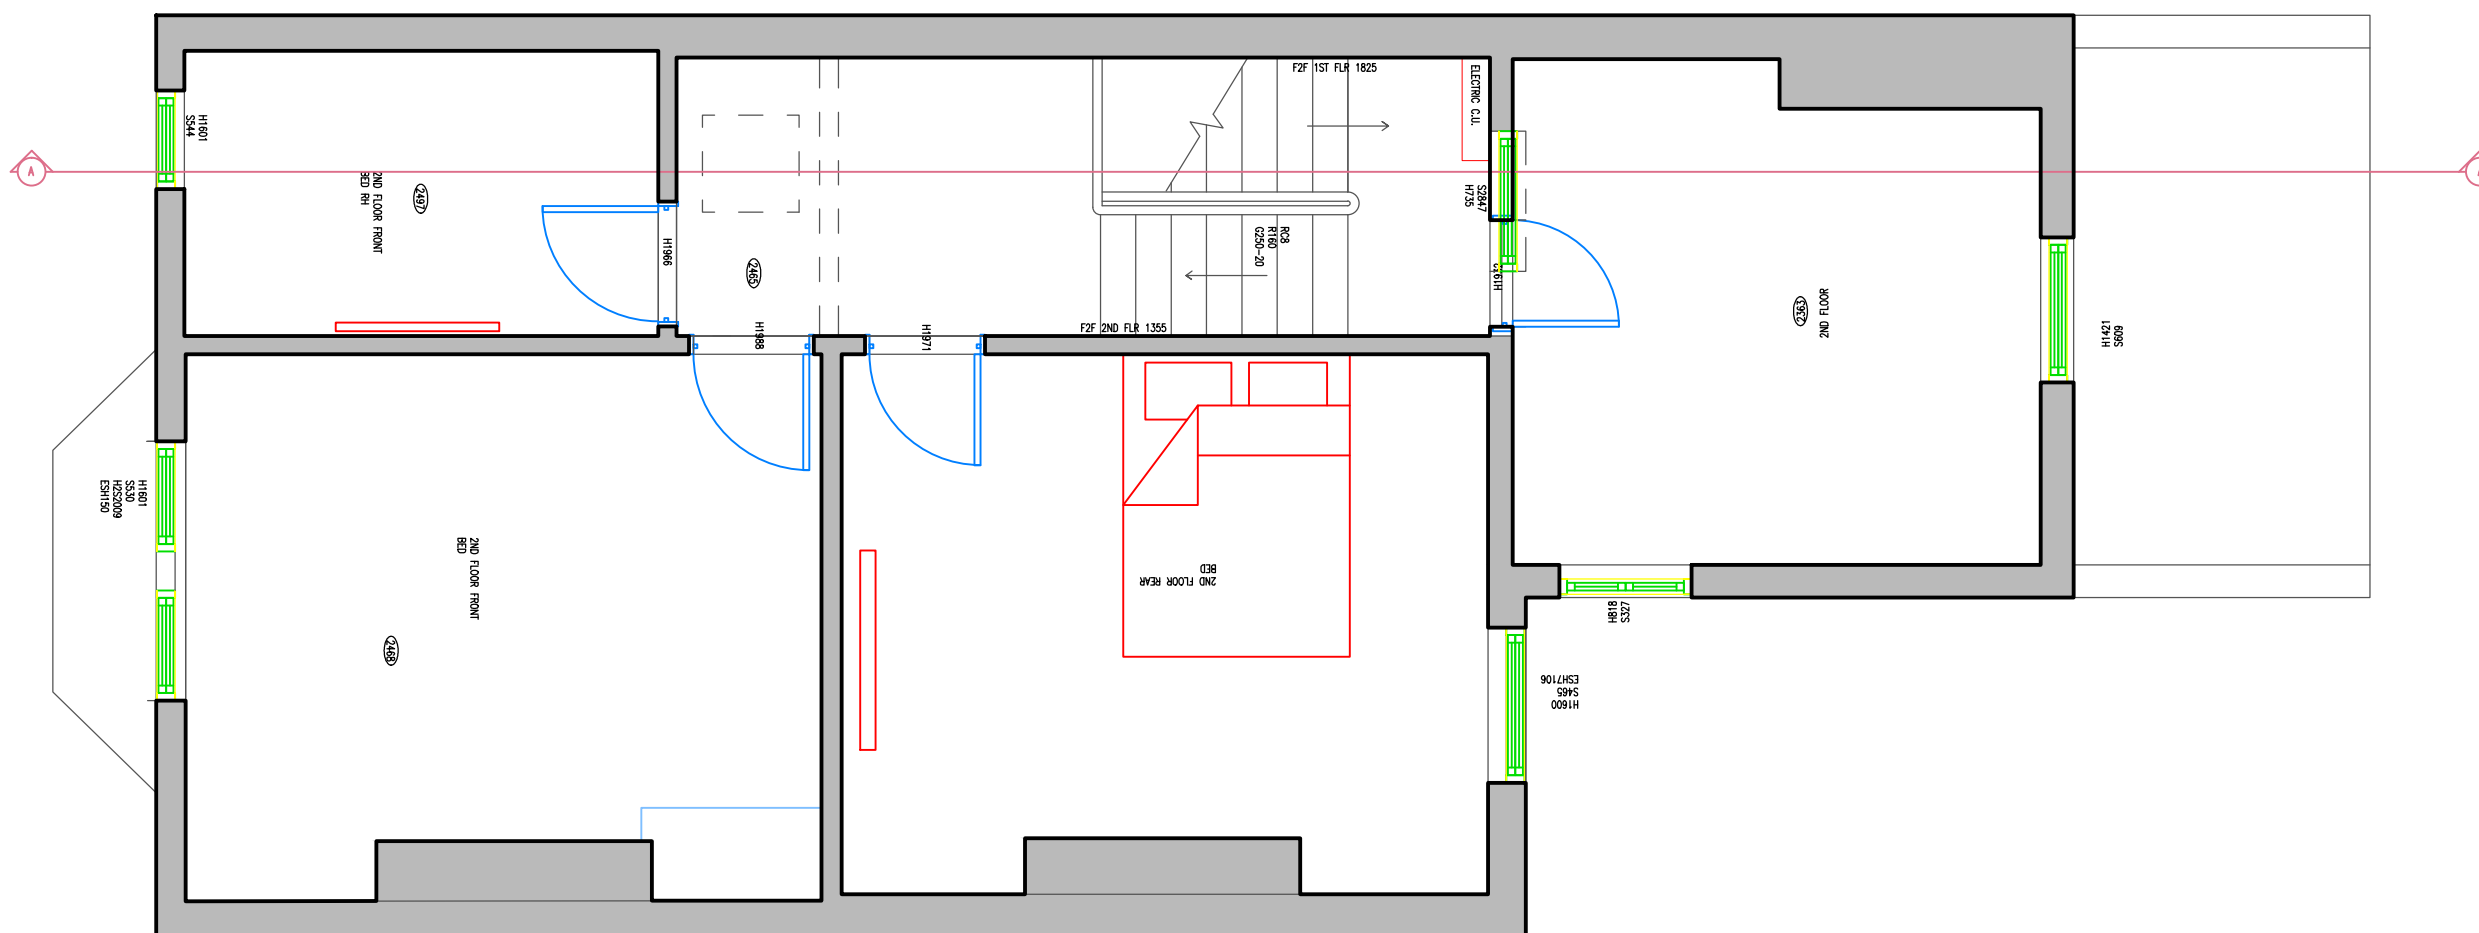 F2F 1ST FLR 1825
ELECTRIC C.U.
H1601
S544
A
2ND FLOOR FRONT
BED RH
2497
H1966
2465
S2847
H735
RC8
R160
G250-20
2363
2ND FLOOR
H1421
S609
F2F 2ND FLR 1355
H1988
H1971
H1601
S530
H2S2009
ESH150
2ND FLOOR FRONT
BED
2468
2ND FLOOR REAR
BED
S327
H818
H1600
S465
ESH7106